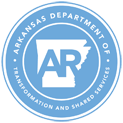 ARKANSAS DEPARTMENT OF
AR
TRANSFORMATION AND SHARED SERVICES